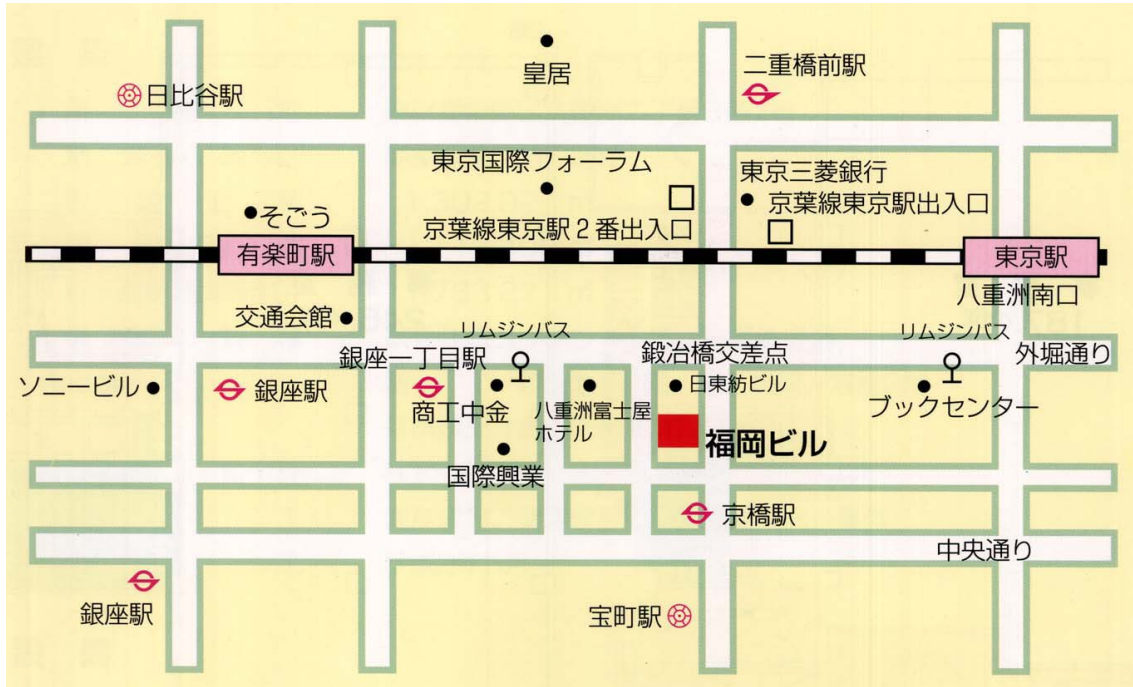 皇居
二重橋前駅
日比谷駅
東京国際フォーラム
東京三菱銀行
京葉線東京駅出入口
そごう
京葉線東京駅2番出入口
有楽町駅
東京駅
八重洲南口
交通会館
リムジンバス
リムジンバス
銀座一丁目駅
鍛冶橋交差点
外堀通り
ソニービル
銀座駅
日東紡ビル
商工中金
八重洲富士屋
ホテル
ブックセンター
福岡ビル
国際興業
京橋駅
中央通り
銀座駅
宝町駅